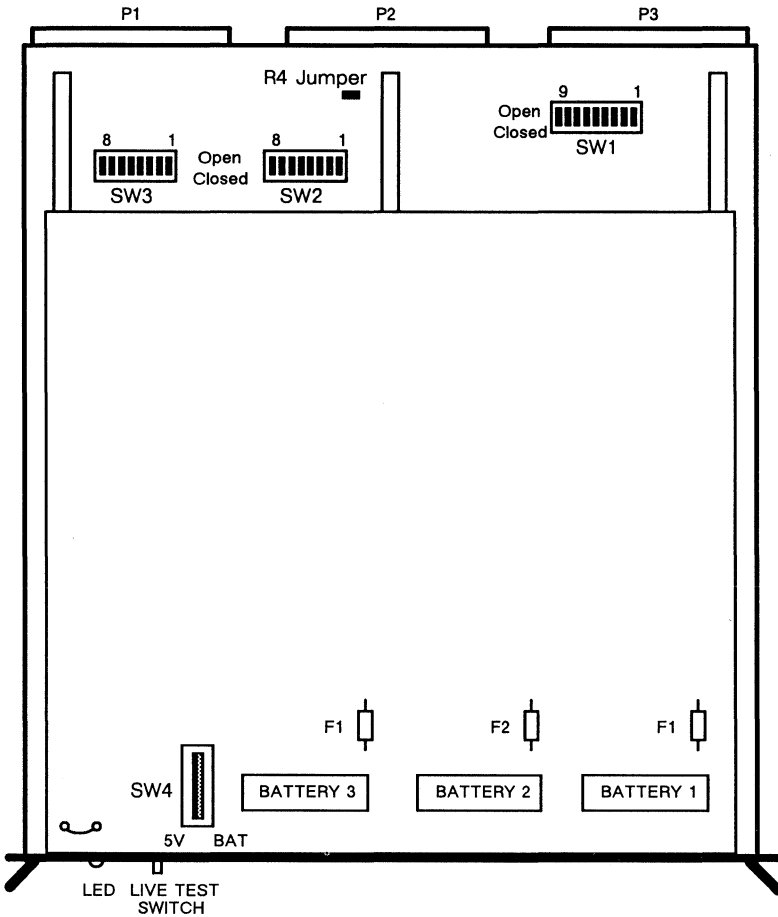 P1 P2 P3
R4 Jumper
9 1
Open
Closed
SW1
8 1
Open
Closed
8 1
SW3
SW2
F1 F2 F1
SW4
BATTERY 3 BATTERY 2 BATTERY 1
5V BAT
LED LIVE TEST
SWITCH